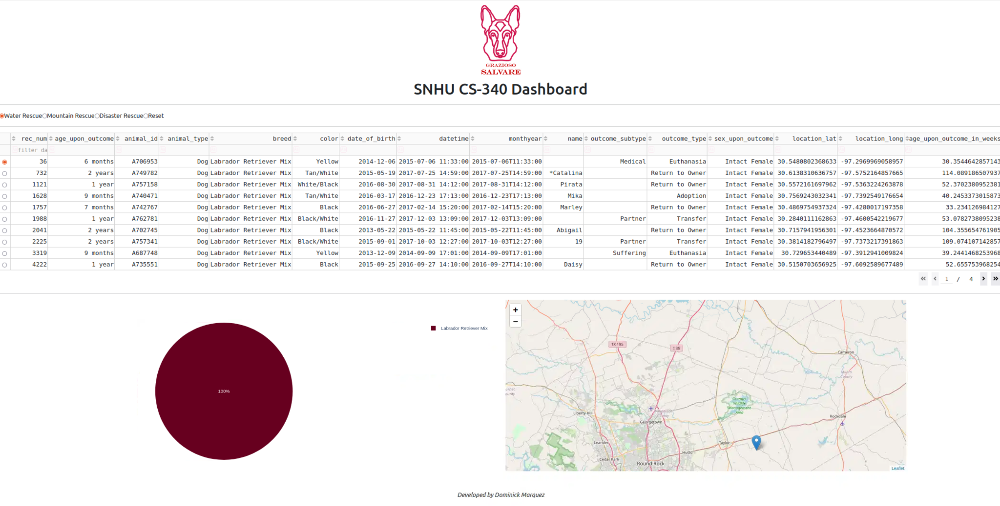 GRAZIOSO
SALVARE
SNHU CS-340 Dashboard
Water Rescue Mountain Rescue Disaster Rescue Reset
rec_num age_upon_outcome animal_id animal_type breed color date_of_birth datetime monthyear name outcome_subtype outcome_type sex_upon_outcome location_lat location_long age_upon_outcome_in_weeks
filter da
36 6 months A706953 Dog Labrador Retriever Mix Yellow 2014-12-06 2015-07-06 11:33:00 2015-07-06T11:33:00 Medical Euthanasia Intact Female 30.5480802368633 -97.2969969058957 30.3544642857143
732 2 years A749782 Dog Labrador Retriever Mix Tan/White 2015-05-19 2017-07-25 14:59:00 2017-07-25T14:59:00 *Catalina Return to Owner Intact Female 30.6138310636757 -97.5752164857665 114.089186507937
1121 1 year A757158 Dog Labrador Retriever Mix White/Black 2016-08-30 2017-08-31 14:12:00 2017-08-31T14:12:00 Pirata Return to Owner Intact Female 30.5572161697962 -97.5363224263878 52.3702380952381
1628 9 months A740471 Dog Labrador Retriever Mix Tan/White 2016-03-17 2016-12-23 17:13:00 2016-12-23T17:13:00 Mika Adoption Intact Female 30.7569243032341 -97.7392549176654 40.2453373015873
1757 7 months A742767 Dog Labrador Retriever Mix Black 2016-06-27 2017-02-14 15:20:00 2017-02-14T15:20:00 Marley Return to Owner Intact Female 30.4869754937324 -97.4280017197358 33.234126984127
1988 1 year A762781 Dog Labrador Retriever Mix Black/White 2016-11-27 2017-12-03 13:09:00 2017-12-03T13:09:00 Partner Transfer Intact Female 30.2840111162863 -97.4600542219677 53.0782738095238
2041 2 years A702745 Dog Labrador Retriever Mix Black 2013-05-22 2015-05-22 11:45:00 2015-05-22T11:45:00 Abigail Return to Owner Intact Female 30.7157941956301 -97.4523664870572 104.355654761905
2225 2 years A757341 Dog Labrador Retriever Mix Black/White 2015-09-01 2017-10-03 12:27:00 2017-10-03T12:27:00 19 Partner Transfer Intact Female 30.3814182796497 -97.7373217391863 109.074107142857
3319 9 months A687748 Dog Labrador Retriever Mix Yellow 2013-12-09 2014-09-09 17:01:00 2014-09-09T17:01:00 Suffering Euthanasia Intact Female 30.729653440489 -97.3912941009824 39.2441468253968
4222 1 year A735551 Dog Labrador Retriever Mix Black 2015-09-25 2016-09-27 14:10:00 2016-09-27T14:10:00 Daisy Return to Owner Intact Female 30.5150703656925 -97.6092589677489 52.655753968254
« ‹ 1 / 4 › »
+
−
Labrador Retriever Mix
100%
TX 195
I 35
Cameron
Milam
County
urnet
ounty
Granger
Wildlife
Management
Area
Liberty Hill
Williamson
County
Georgetown
Rockdale
Leander
Taylor
Hutto
Cedar Park
Round Rock
Leaflet
Developed by Dominick Marquez